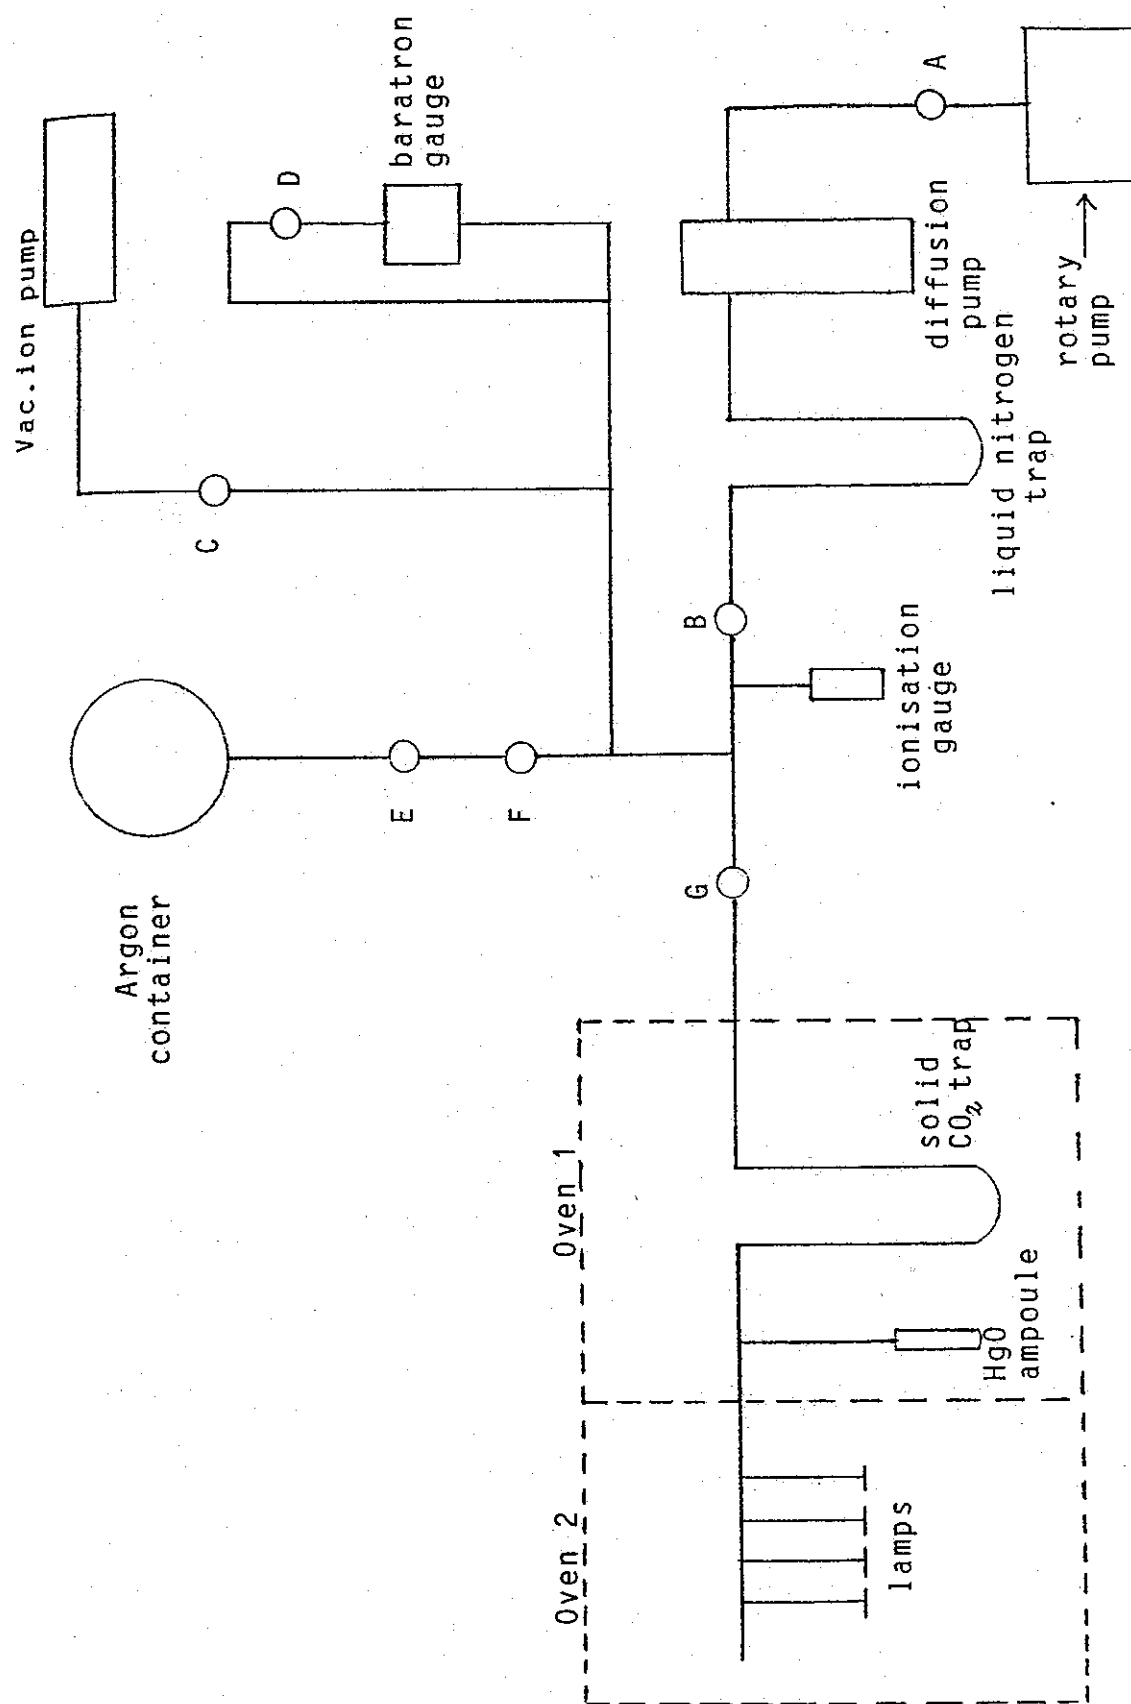 Vac.ion pump
D
baratron
gauge
A
C
Argon
container
E
F
B
G
ionisation
gauge
liquid nitrogen
trap
diffusion
pump
rotary
pump
Oven 1
solid
CO2 trap
HgO
ampoule
Oven 2
lamps